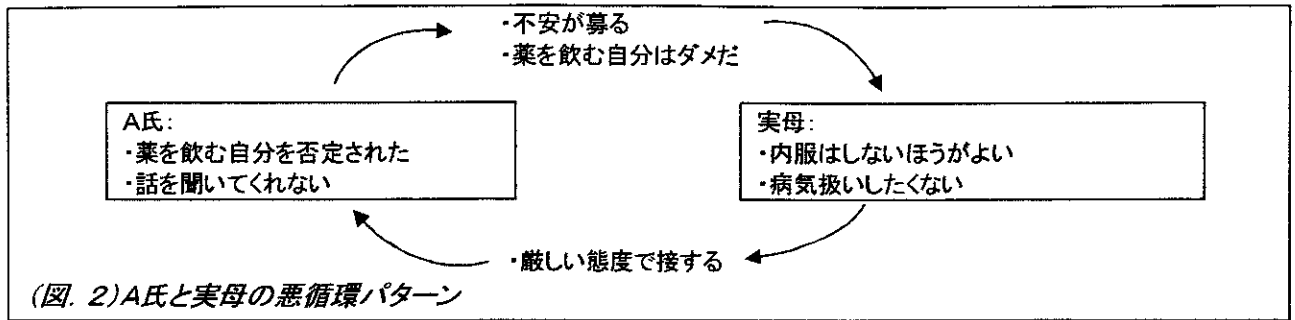 ・不安が募る
・薬を飲む自分はダメだ
A氏：
・薬を飲む自分を否定された
・話を聞いてくれない
実母：
・内服はしないほうがよい
・病気扱いしたくない
・厳しい態度で接する
(図. 2)A氏と実母の悪循環パターン